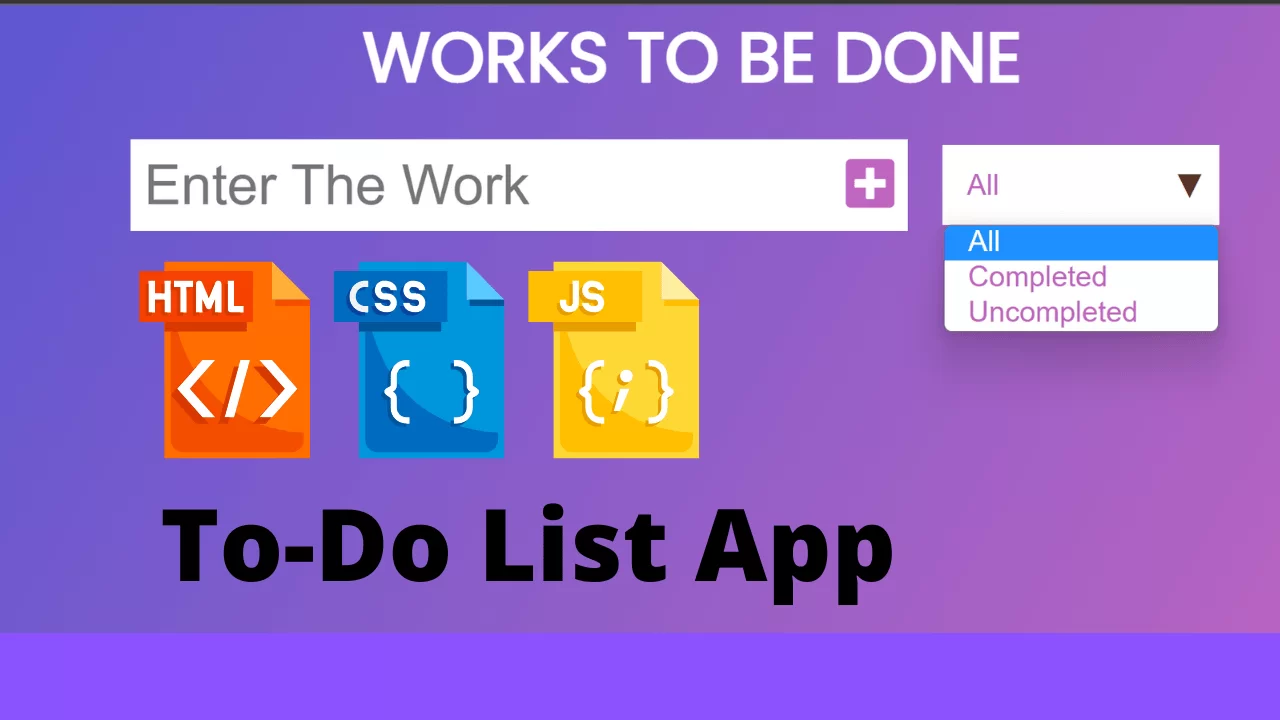 WORKS TO BE DONE
Enter The Work
All
All
Completed
Uncompleted
HTML
</>
CSS
{ }
JS
{;}
To-Do List App